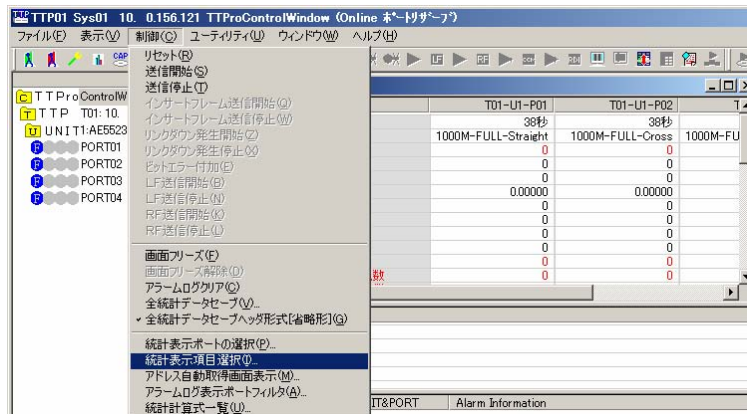 TTP01 Sys01 10. 0.156.121 TTProControlWindow (Online ﾎﾟｰﾄﾘｻﾞｰﾌﾞ)
ファイル(F) 表示(V) 制御(C) ユーティリティ(U) ウィンドウ(W) ヘルプ(H)
CAP
TTProControlW
TTP T01: 10.
UNIT1:AE5523
PORT01
PORT02
PORT03
PORT04
リセット(R)
送信開始(S)
送信停止(T)
インサートフレーム送信開始(Q)
インサートフレーム送信停止(W)
リンクダウン発生開始(Z)
リンクダウン発生停止(X)
ビットエラー付加(E)
LF送信開始(B)
LF送信停止(N)
RF送信開始(K)
RF送信停止(L)
画面フリーズ(F)
画面フリーズ解除(D)
アラームログクリア(C)
全統計データセーブ(V)...
全統計データセーブヘッダ形式[省略形](G)
統計表示ポートの選択(P)...
統計表示項目選択(I)...
アドレス自動取得画面表示(M)...
アラームログ表示ポートフィルタ(A)...
統計計算式一覧(U)...
T01-U1-P01 T01-U1-P02
38秒 38秒
1000M-FULL-Straight 1000M-FULL-Cross 1000M-FU
0 0
0 0
0 0
0.00000 0.00000
0 0
0 0
0 0
0 0
0 0
数 0 0
IT&PORT Alarm Information